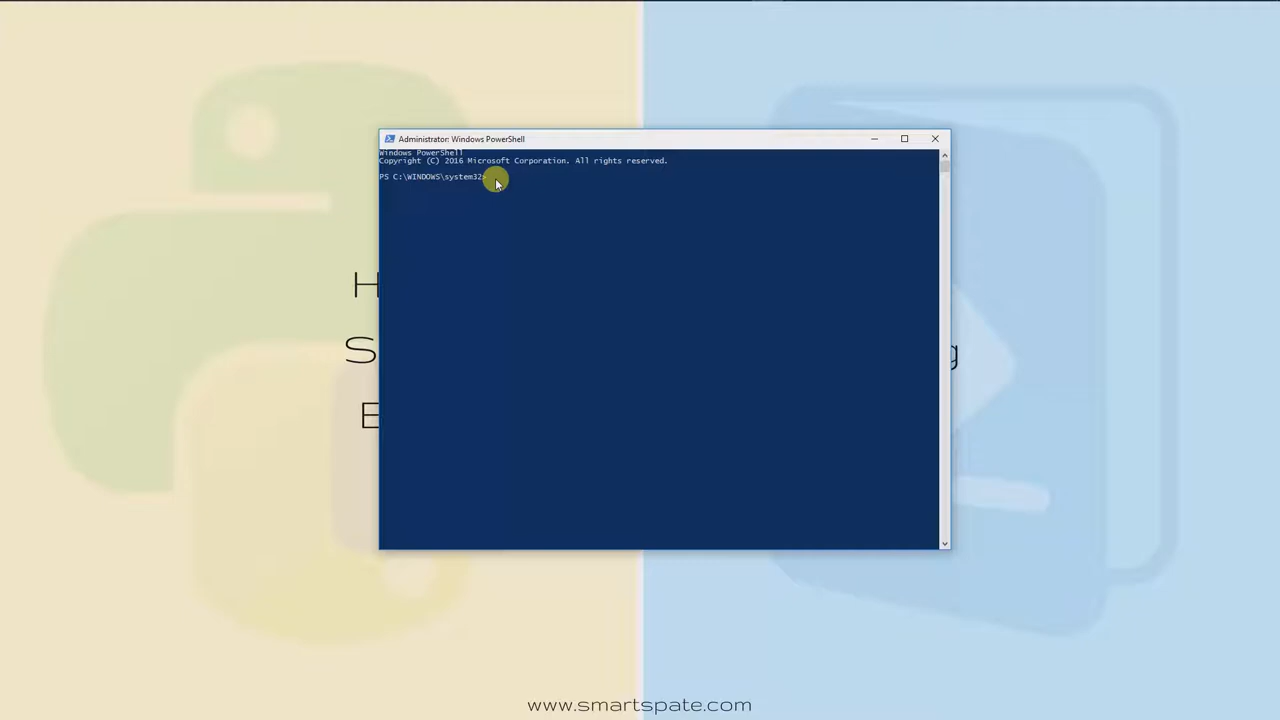 Administrator: Windows PowerShell
Windows PowerShell
Copyright (C) 2016 Microsoft Corporation. All rights reserved.
PS C:\WINDOWS\system32>
H
S
g
E
www.smartspate.com